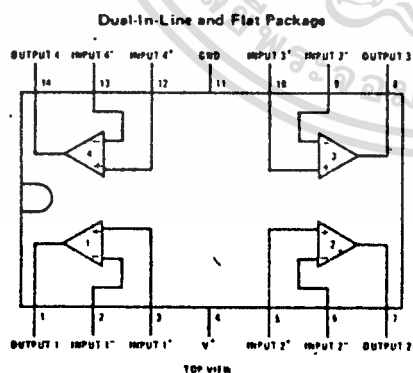 Dual-In-Line and Flat Package
OUTPUT 4 INPUT 4⁻ INPUT 4⁺ GND INPUT 3⁺ INPUT 3⁻ OUTPUT 3
14 13 12 11 10 9 8
4 3
1 2
1 2 3 4 5 6 7
OUTPUT 1 INPUT 1⁻ INPUT 1⁺ V⁺ INPUT 2⁺ INPUT 2⁻ OUTPUT 2
TOP VIEW